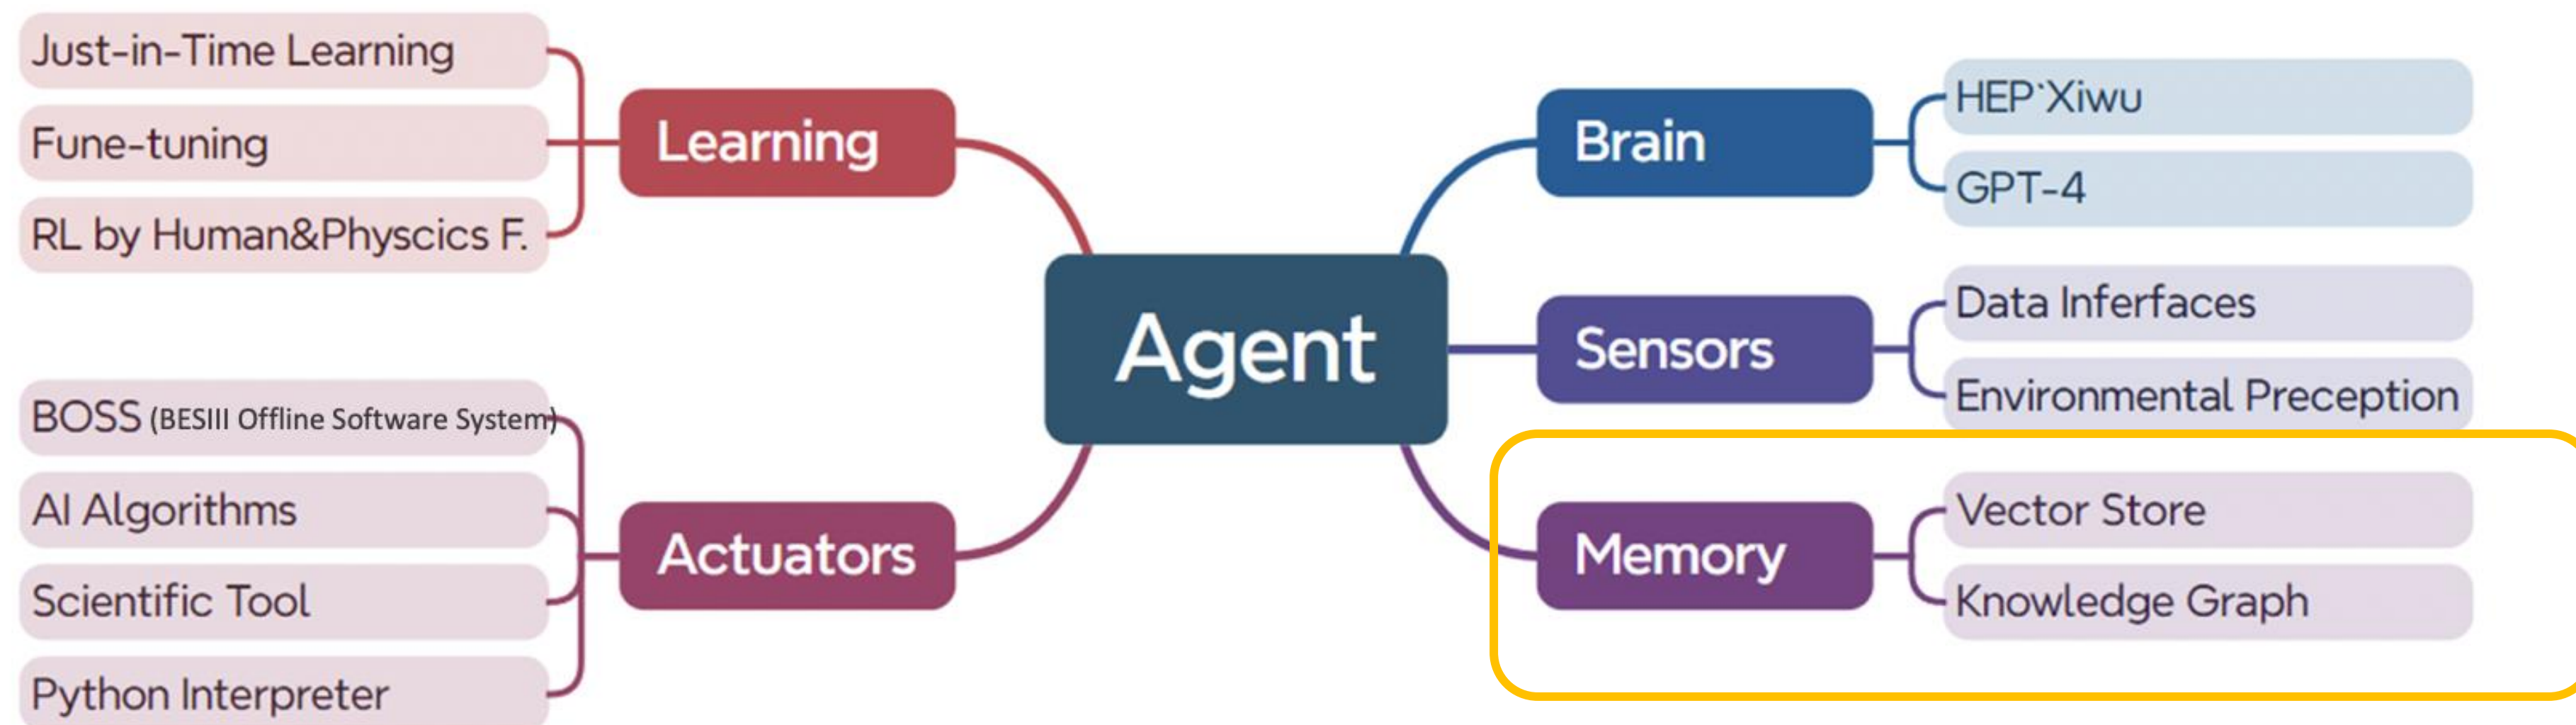 Just-in-Time Learning
Fune-tuning
RL by Human&Physcics F.
Learning
BOSS (BESIII Offline Software System)
AI Algorithms
Scientific Tool
Python Interpreter
Actuators
Agent
Brain
HEP`Xiwu
GPT-4
Sensors
Data Inferfaces
Environmental Preception
Memory
Vector Store
Knowledge Graph